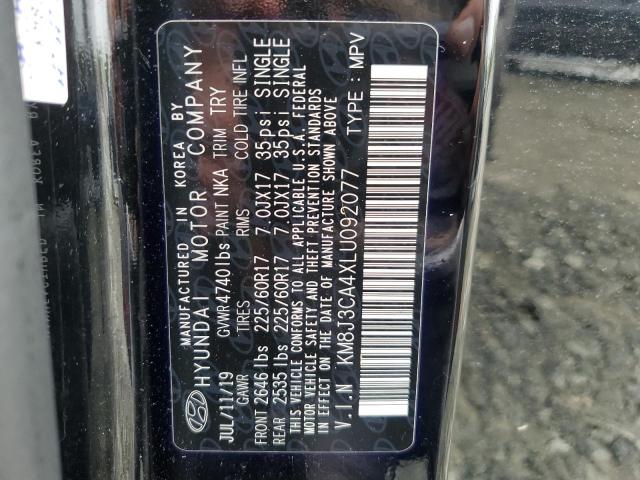 MANUFACTURED IN KOREA BY
HYUNDAI MOTOR COMPANY
JUL/11/19 GVWR4740lbs PAINT NKA TRIM TRY
GAWR TIRES RIMS COLD TIRE INFL
FRONT 2646 lbs 225/60R17 7.0JX17 35psi SINGLE
REAR 2535 lbs 225/60R17 7.0JX17 35psi SINGLE
THIS VEHICLE CONFORMS TO ALL APPLICABLE U.S.A. FEDERAL
MOTOR VEHICLE SAFETY AND THEFT PREVENTION STANDARDS
IN EFFECT ON THE DATE OF MANUFACTURE SHOWN ABOVE
V.I.N KM8J3CA4XLU092077 TYPE : MPV